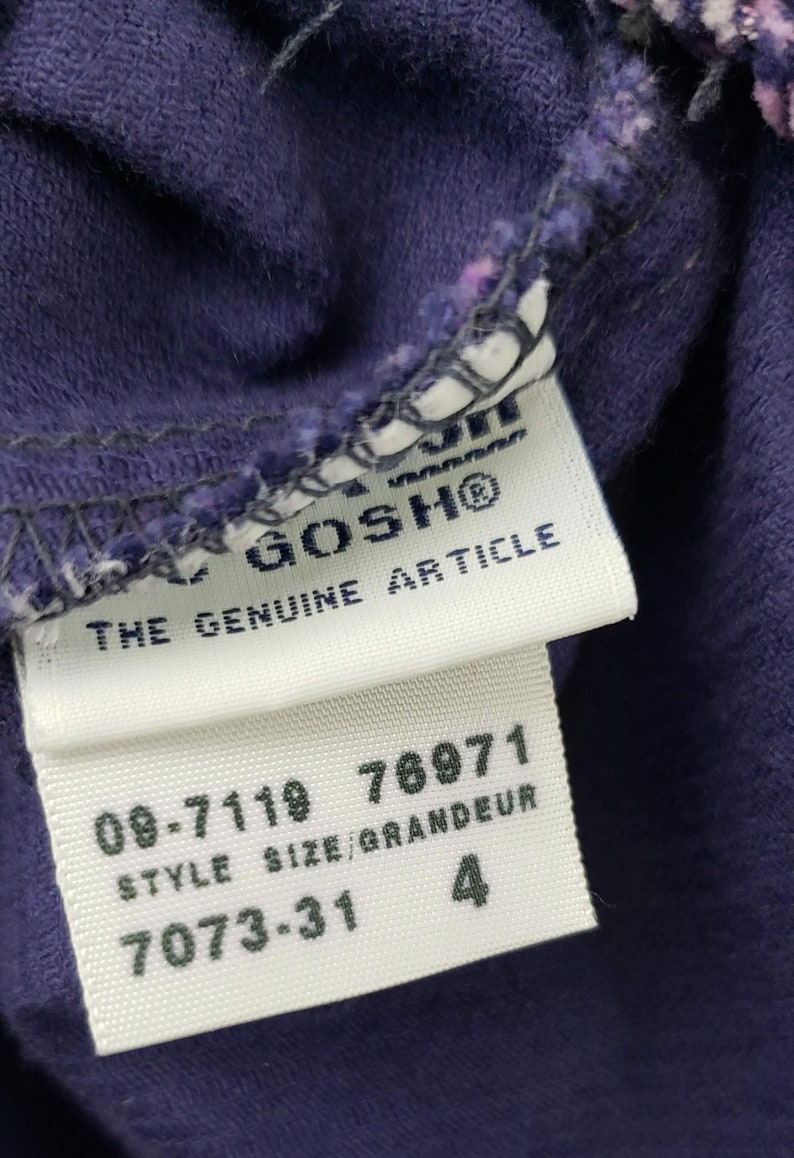 GOSH®
THE GENUINE ARTICLE
09-7119 76971
STYLE SIZE/GRANDEUR
7073-31 4